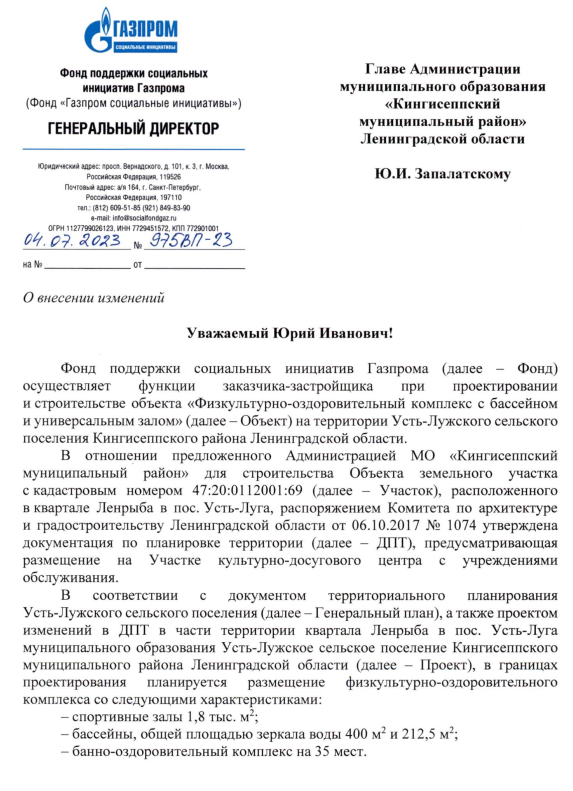 ГАЗПРОМ
СОЦИАЛЬНЫЕ ИНИЦИАТИВЫ
Фонд поддержки социальных
инициатив Газпрома
(Фонд «Газпром социальные инициативы»)
ГЕНЕРАЛЬНЫЙ ДИРЕКТОР
Юридический адрес: просп. Вернадского, д. 101, к. 3, г. Москва,
Российская Федерация, 119526
Почтовый адрес: а/я 164, г. Санкт-Петербург,
Российская Федерация, 197110
тел.: (812) 609-51-85 (921) 849-83-90
e-mail: info@socialfondgaz.ru
ОГРН 1127799026123, ИНН 7729451572, КПП 772901001
04.07.2023 № 975ВП-23
на № от
Главе Администрации
муниципального образования
«Кингисеппский
муниципальный район»
Ленинградской области
Ю.И. Запалатскому
О внесении изменений
Уважаемый Юрий Иванович!
Фонд поддержки социальных инициатив Газпрома (далее – Фонд)
осуществляет функции заказчика-застройщика при проектировании
и строительстве объекта «Физкультурно-оздоровительный комплекс с бассейном
и универсальным залом» (далее – Объект) на территории Усть-Лужского сельского
поселения Кингисеппского района Ленинградской области.
В отношении предложенного Администрацией МО «Кингисеппский
муниципальный район» для строительства Объекта земельного участка
с кадастровым номером 47:20:0112001:69 (далее – Участок), расположенного
в квартале Ленрыба в пос. Усть-Луга, распоряжением Комитета по архитектуре
и градостроительству Ленинградской области от 06.10.2017 № 1074 утверждена
документация по планировке территории (далее – ДПТ), предусматривающая
размещение на Участке культурно-досугового центра с учреждениями
обслуживания.
В соответствии с документом территориального планирования
Усть-Лужского сельского поселения (далее – Генеральный план), а также проектом
изменений в ДПТ в части территории квартала Ленрыба в пос. Усть-Луга
муниципального образования Усть-Лужское сельское поселение Кингисеппского
муниципального района Ленинградской области (далее – Проект), в границах
проектирования планируется размещение физкультурно-оздоровительного
комплекса со следующими характеристиками:
– спортивные залы 1,8 тыс. м²;
– бассейны, общей площадью зеркала воды 400 м² и 212,5 м²;
– банно-оздоровительный комплекс на 35 мест.